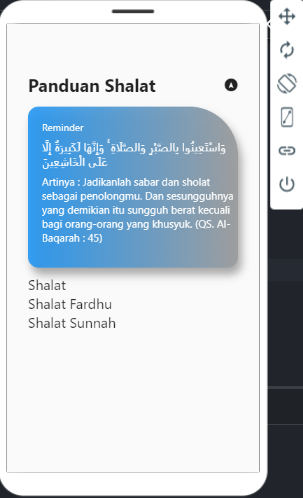 Panduan Shalat
Reminder
وَاسْتَعِينُوا بِالصَّبْرِ وَالصَّلَاةِ ۚ وَإِنَّهَا لَكَبِيرَةٌ إِلَّا
عَلَى الْخَاشِعِينَ
Artinya : Jadikanlah sabar dan sholat
sebagai penolongmu. Dan sesungguhnya
yang demikian itu sungguh berat kecuali
bagi orang-orang yang khusyuk. (QS. Al-
Baqarah : 45)
Shalat
Shalat Fardhu
Shalat Sunnah